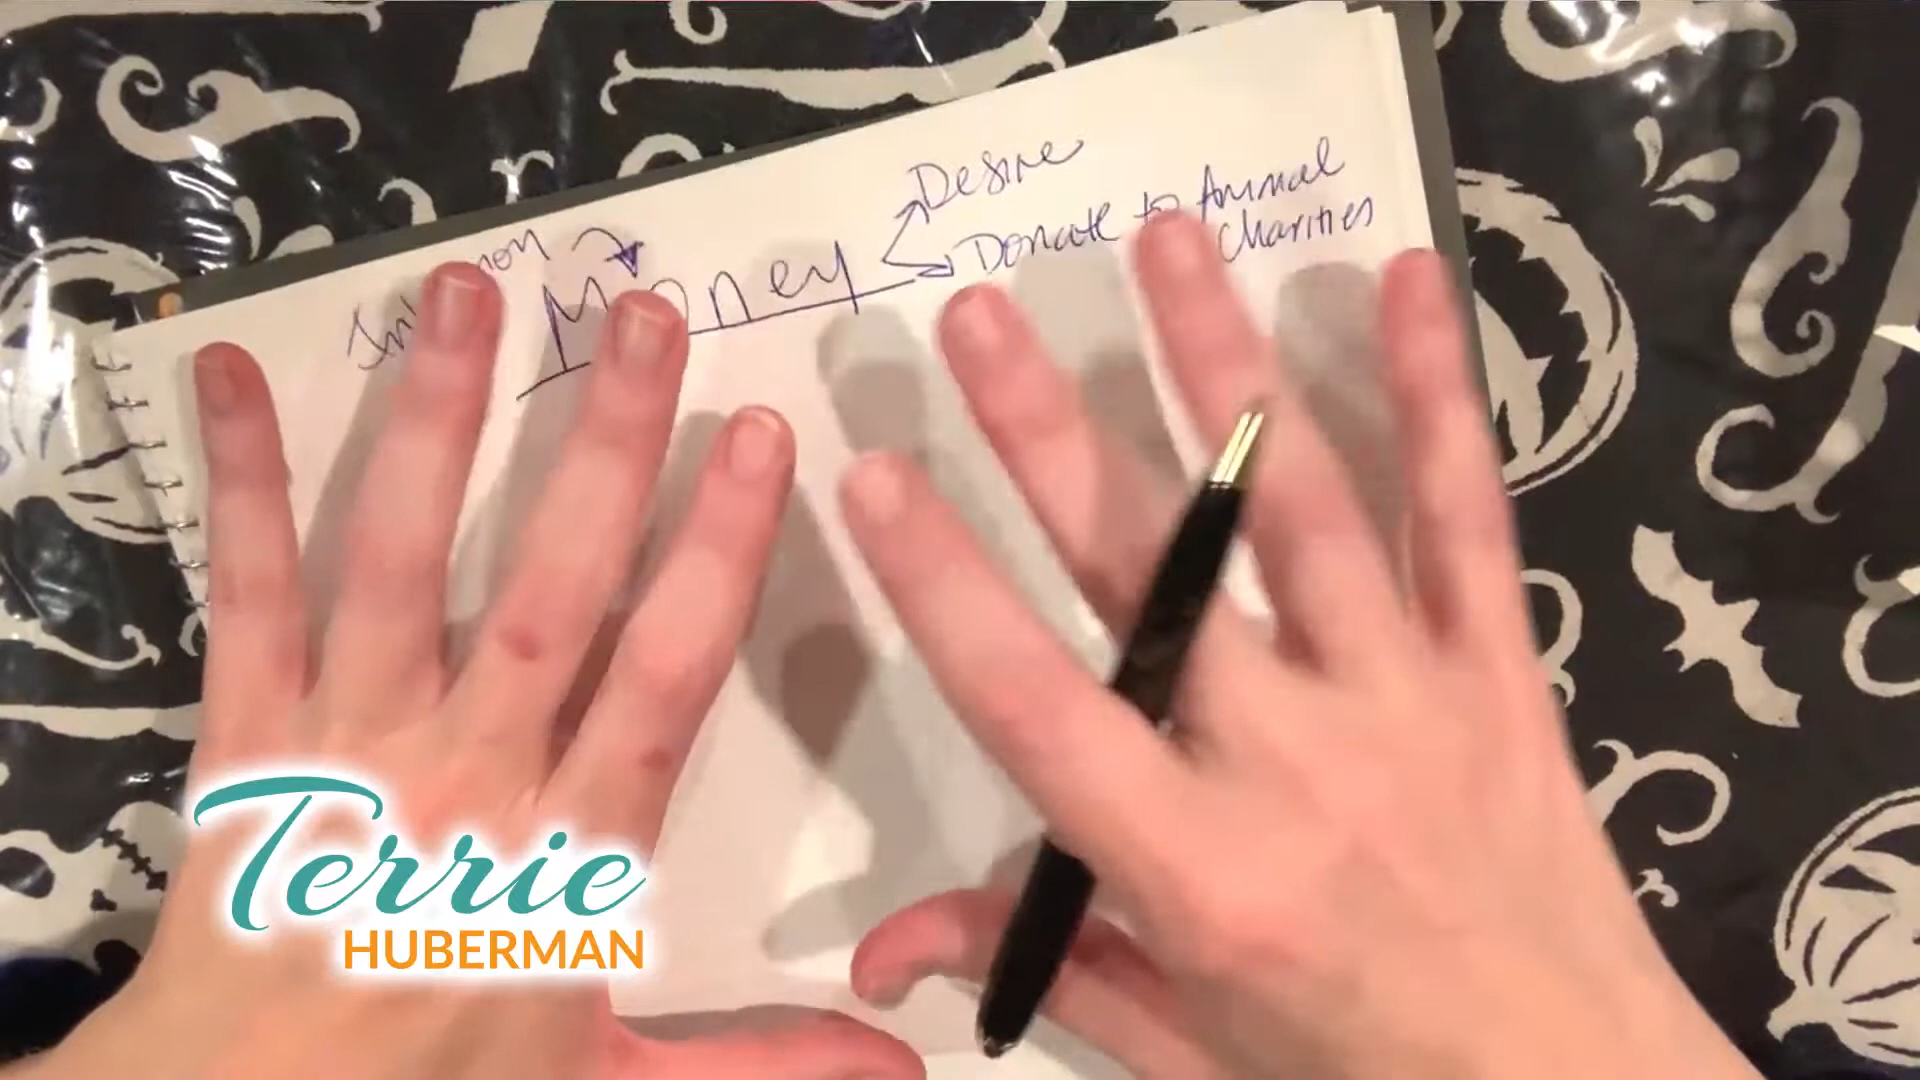 Desire
Donate to Animal
Charities
Money
Terrie
HUBERMAN